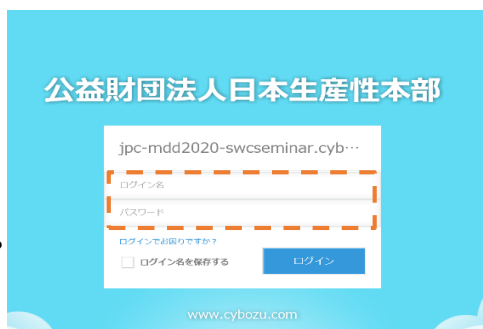 公益財団法人日本生産性本部
jpc-mdd2020-swcseminar.cyb…
ログイン名
パスワード
ログインでお困りですか？
ログイン名を保存する
ログイン
www.cybozu.com